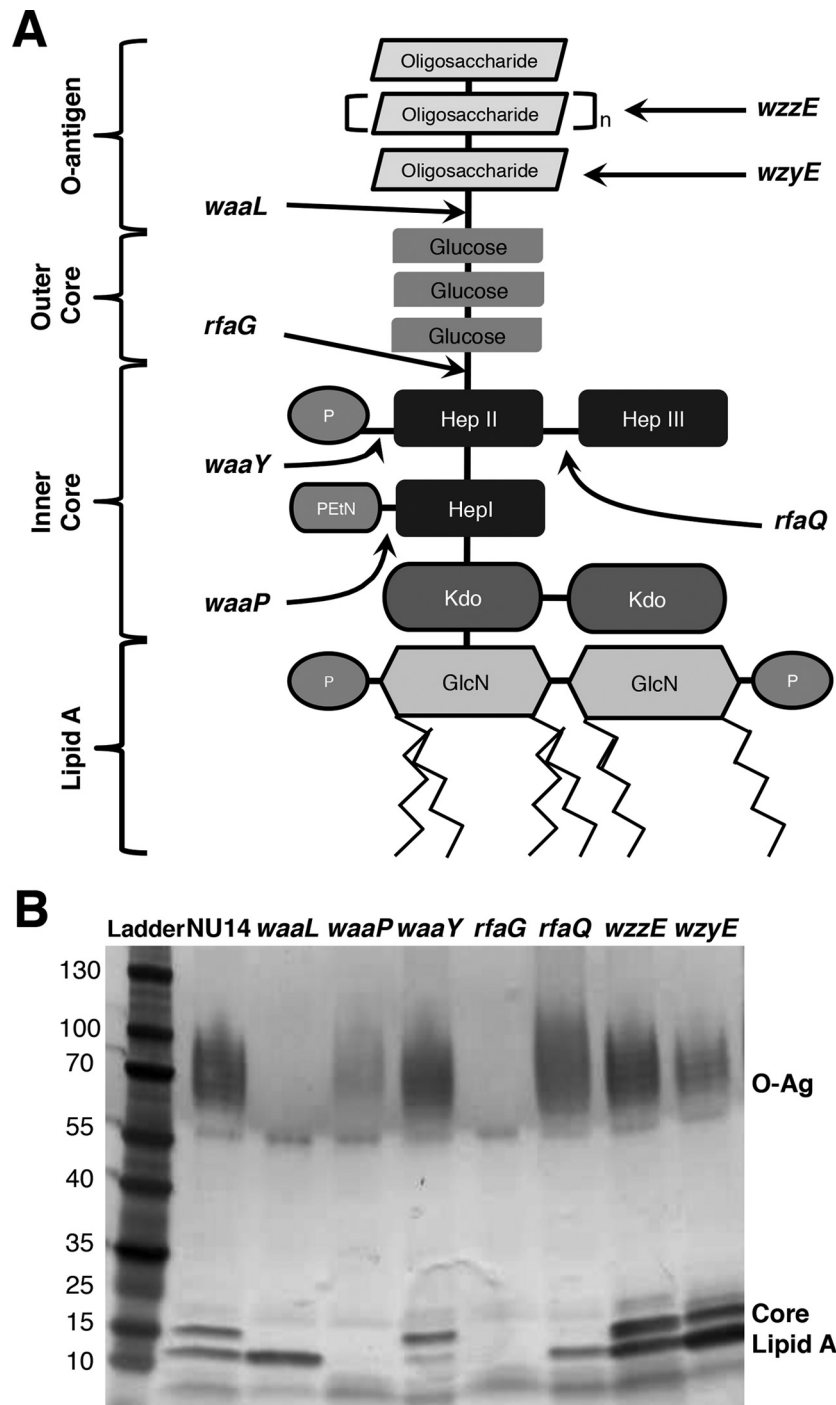 A
O-antigen
Outer
Core
Inner
Core
Lipid A
Oligosaccharide
Oligosaccharide
n
Oligosaccharide
wzzE
wzyE
waaL
Glucose
Glucose
Glucose
rfaG
P
Hep II
Hep III
waaY
PEtN
HepI
rfaQ
waaP
Kdo
Kdo
P
GlcN
GlcN
P
B
Ladder NU14 waaL waaP waaY rfaG rfaQ wzzE wzyE
130
100
70
55
40
35
25
15
10
O-Ag
Core
Lipid A